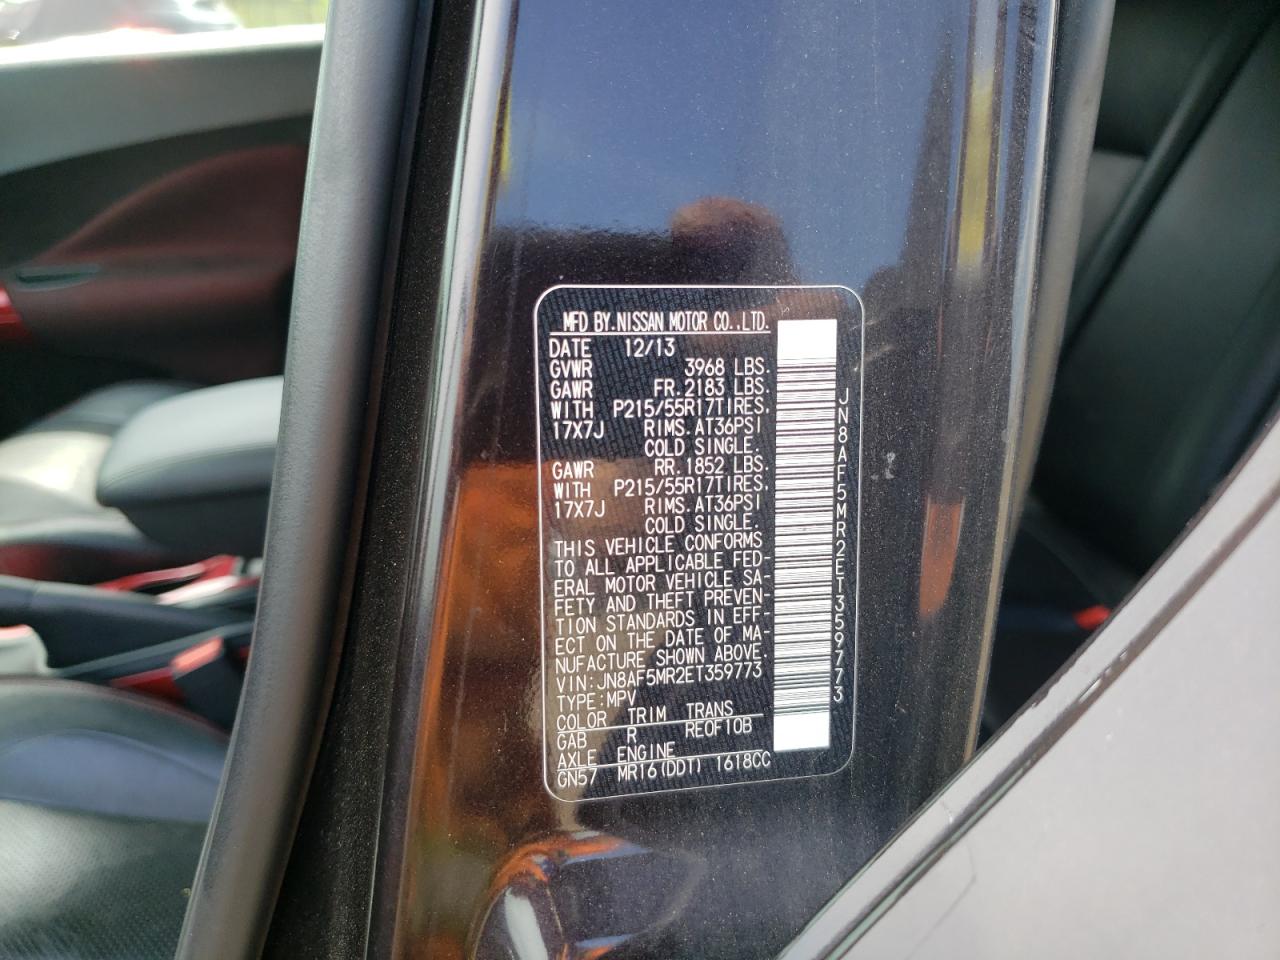 MFD BY.NISSAN MOTOR CO.,LTD.
DATE 12/13
GVWR 3968 LBS.
GAWR FR.2183 LBS.
WITH P215/55R17TIRES.
17X7J RIMS.AT36PSI
COLD SINGLE.
GAWR RR.1852 LBS.
WITH P215/55R17TIRES.
17X7J RIMS.AT36PSI
COLD SINGLE.
THIS VEHICLE CONFORMS
TO ALL APPLICABLE FED-
ERAL MOTOR VEHICLE SA-
FETY AND THEFT PREVEN-
TION STANDARDS IN EFF-
ECT ON THE DATE OF MA-
NUFACTURE SHOWN ABOVE.
VIN:JN8AF5MR2ET359773
TYPE:MPV
COLOR TRIM TRANS
GAB R REOF10B
AXLE ENGINE
GN57 MR16(DDT) 1618CC
JN8AF5MR2ET359773